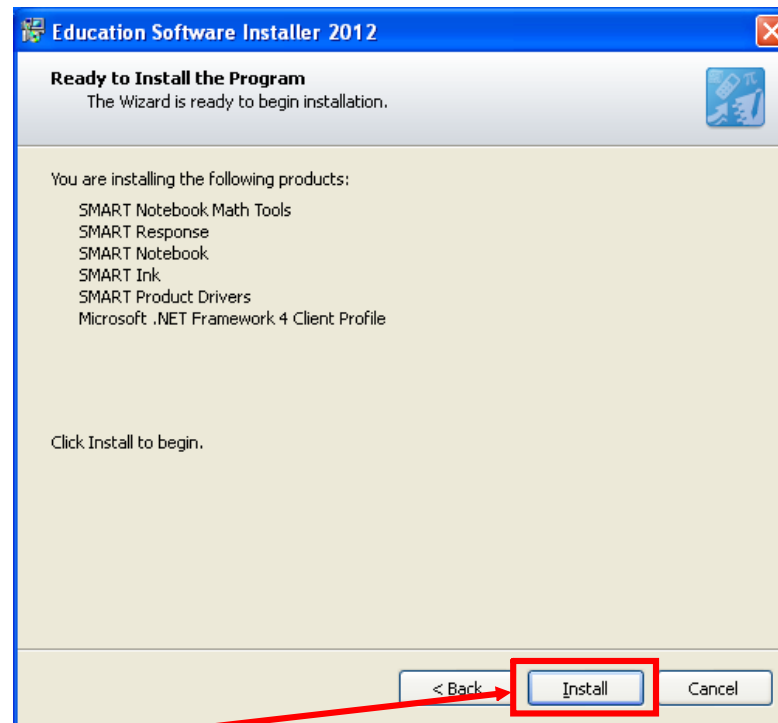 Education Software Installer 2012
Ready to Install the Program
The Wizard is ready to begin installation.
You are installing the following products:
SMART Notebook Math Tools
SMART Response
SMART Notebook
SMART Ink
SMART Product Drivers
Microsoft .NET Framework 4 Client Profile
Click Install to begin.
< Back Install Cancel